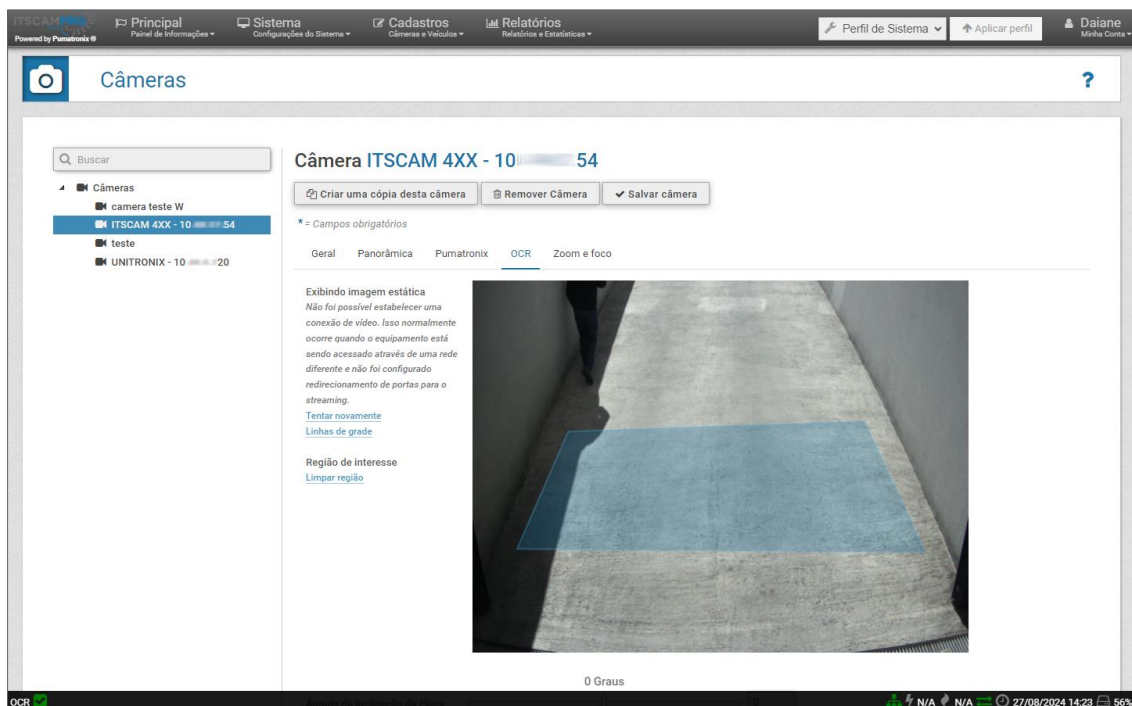 ITSCAMPRO
Powered by Pumatronix ®
Principal
Painel de Informações
Sistema
Configurações do Sistema
Cadastros
Câmeras e Veículos
Relatórios
Relatórios e Estatísticas
Perfil de Sistema
Aplicar perfil
Daiane
Minha Conta
Câmeras
?
Buscar
Câmeras
camera teste W
ITSCAM 4XX - 10 54
teste
UNITRONIX - 10 20
Câmera ITSCAM 4XX - 10 54
Criar uma cópia desta câmera
Remover Câmera
Salvar câmera
* = Campos obrigatórios
Geral Panorâmica Pumatronix OCR Zoom e foco
Exibindo imagem estática
Não foi possível estabelecer uma
conexão de vídeo. Isso normalmente
ocorre quando o equipamento está
sendo acessado através de uma rede
diferente e não foi configurado
redirecionamento de portas para o
streaming.
Tentar novamente
Linhas de grade
Região de interesse
Limpar região
0 Graus
OCR
N/A N/A 27/08/2024 14:23 56%